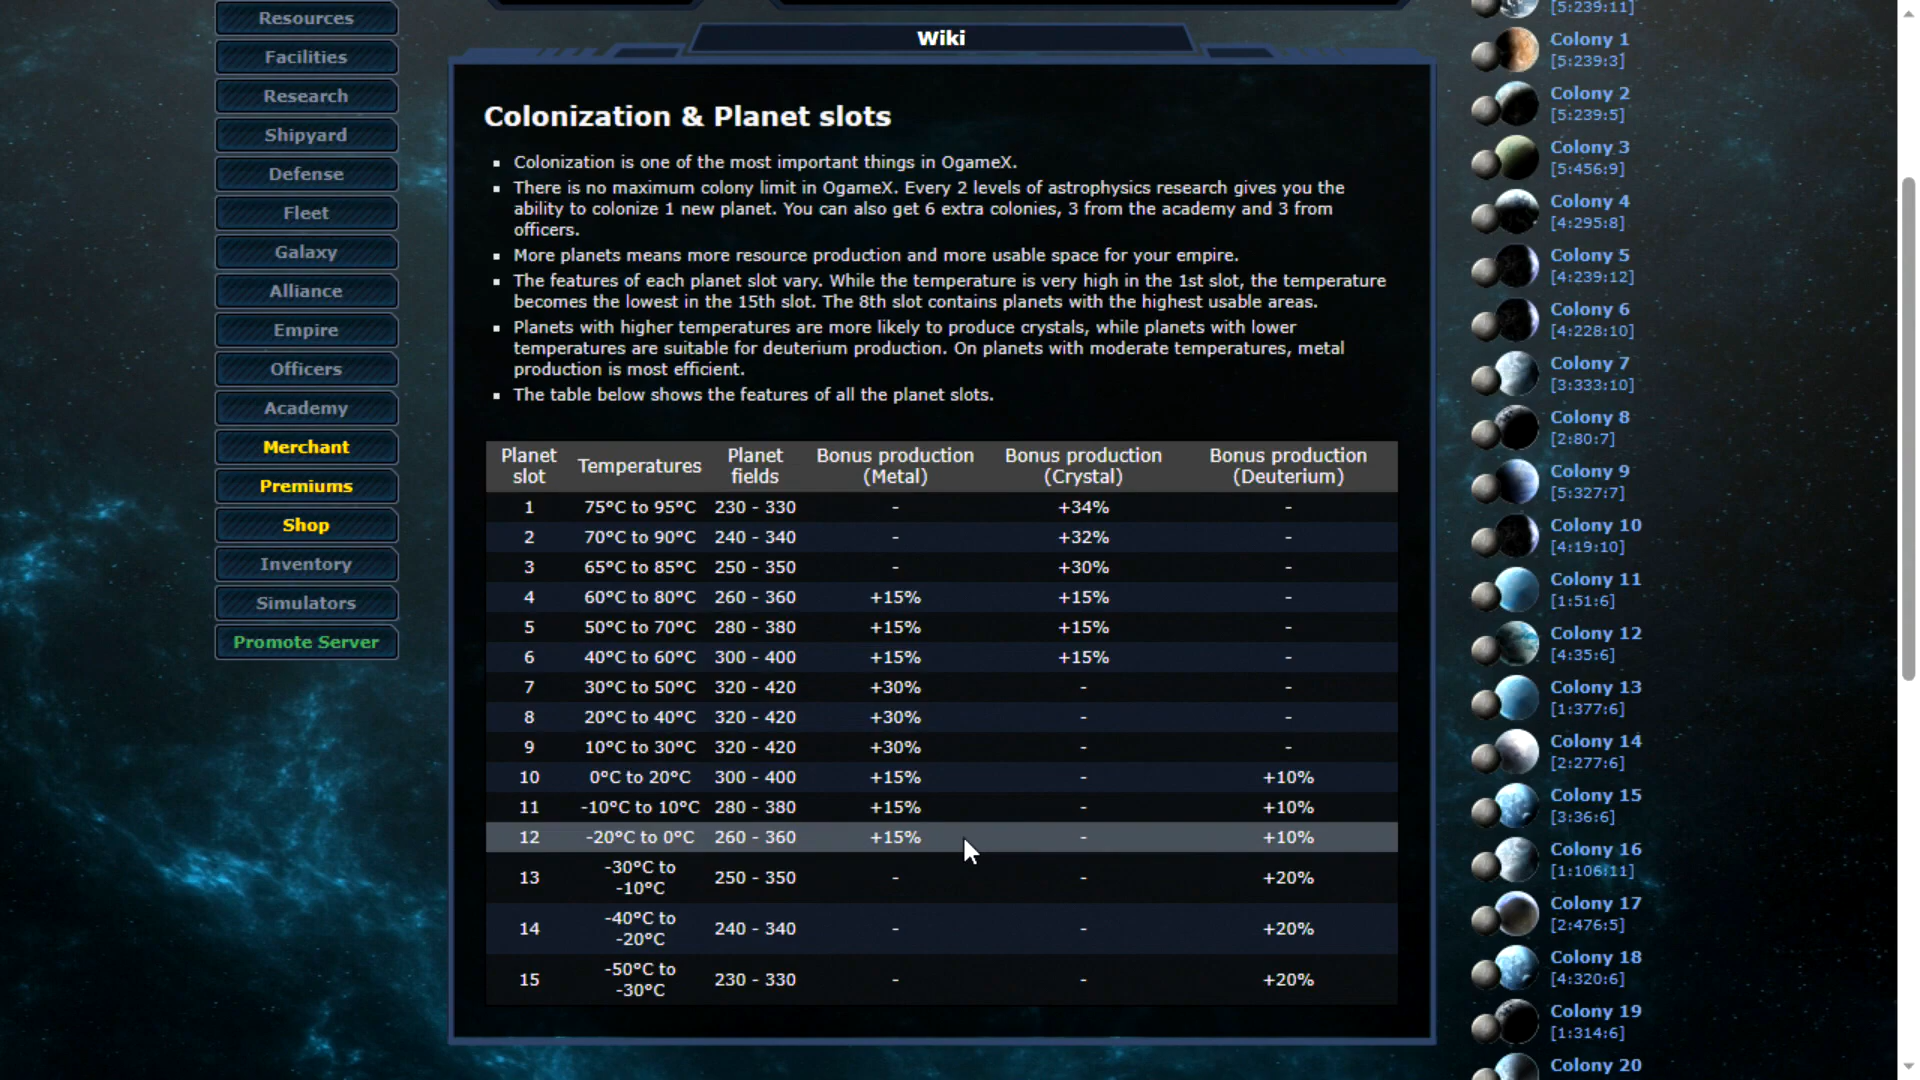 Resources
Facilities
Research
Shipyard
Defense
Fleet
Galaxy
Alliance
Empire
Officers
Academy
Merchant
Premiums
Shop
Inventory
Simulators
Promote Server
Wiki
Colonization & Planet slots
Colonization is one of the most important things in OgameX.
There is no maximum colony limit in OgameX. Every 2 levels of astrophysics research gives you the
ability to colonize 1 new planet. You can also get 6 extra colonies, 3 from the academy and 3 from
officers.
More planets means more resource production and more usable space for your empire.
The features of each planet slot vary. While the temperature is very high in the 1st slot, the temperature
becomes the lowest in the 15th slot. The 8th slot contains planets with the highest usable areas.
Planets with higher temperatures are more likely to produce crystals, while planets with lower
temperatures are suitable for deuterium production. On planets with moderate temperatures, metal
production is most efficient.
The table below shows the features of all the planet slots.
Planet slot Temperatures Planet fields Bonus production (Metal) Bonus production (Crystal) Bonus production (Deuterium)
1 75°C to 95°C 230 - 330 - +34% -
2 70°C to 90°C 240 - 340 - +32% -
3 65°C to 85°C 250 - 350 - +30% -
4 60°C to 80°C 260 - 360 +15% +15% -
5 50°C to 70°C 280 - 380 +15% +15% -
6 40°C to 60°C 300 - 400 +15% +15% -
7 30°C to 50°C 320 - 420 +30% - -
8 20°C to 40°C 320 - 420 +30% - -
9 10°C to 30°C 320 - 420 +30% - -
10 0°C to 20°C 300 - 400 +15% - +10%
11 -10°C to 10°C 280 - 380 +15% - +10%
12 -20°C to 0°C 260 - 360 +15% - +10%
13 -30°C to -10°C 250 - 350 - - +20%
14 -40°C to -20°C 240 - 340 - - +20%
15 -50°C to -30°C 230 - 330 - - +20%
[5:239:11]
Colony 1
[5:239:3]
Colony 2
[5:239:5]
Colony 3
[5:456:9]
Colony 4
[4:295:8]
Colony 5
[4:239:12]
Colony 6
[4:228:10]
Colony 7
[3:333:10]
Colony 8
[2:80:7]
Colony 9
[5:327:7]
Colony 10
[4:19:10]
Colony 11
[1:51:6]
Colony 12
[4:35:6]
Colony 13
[1:377:6]
Colony 14
[2:277:6]
Colony 15
[3:36:6]
Colony 16
[1:106:11]
Colony 17
[2:476:5]
Colony 18
[4:320:6]
Colony 19
[1:314:6]
Colony 20